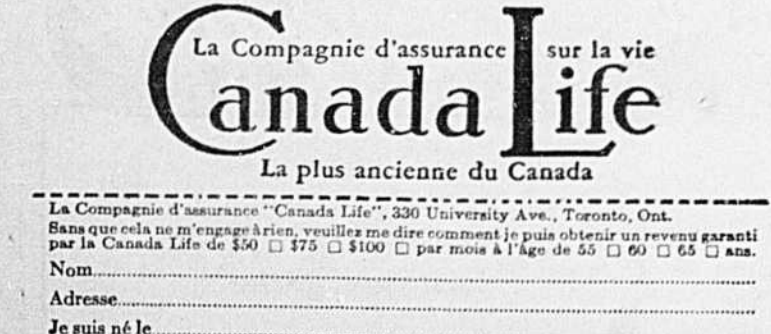 La Compagnie d'assurance sur la vie
Canada Life
La plus ancienne du Canada
La Compagnie d'assurance "Canada Life", 330 University Ave., Toronto, Ont.
Sans que cela ne m'engage à rien, veuillez me dire comment je puis obtenir un revenu garanti
par la Canada Life de $50 □ $75 □ $100 □ par mois à l'âge de 55 □ 60 □ 65 □ ans.
Nom
Adresse
Je suis né le